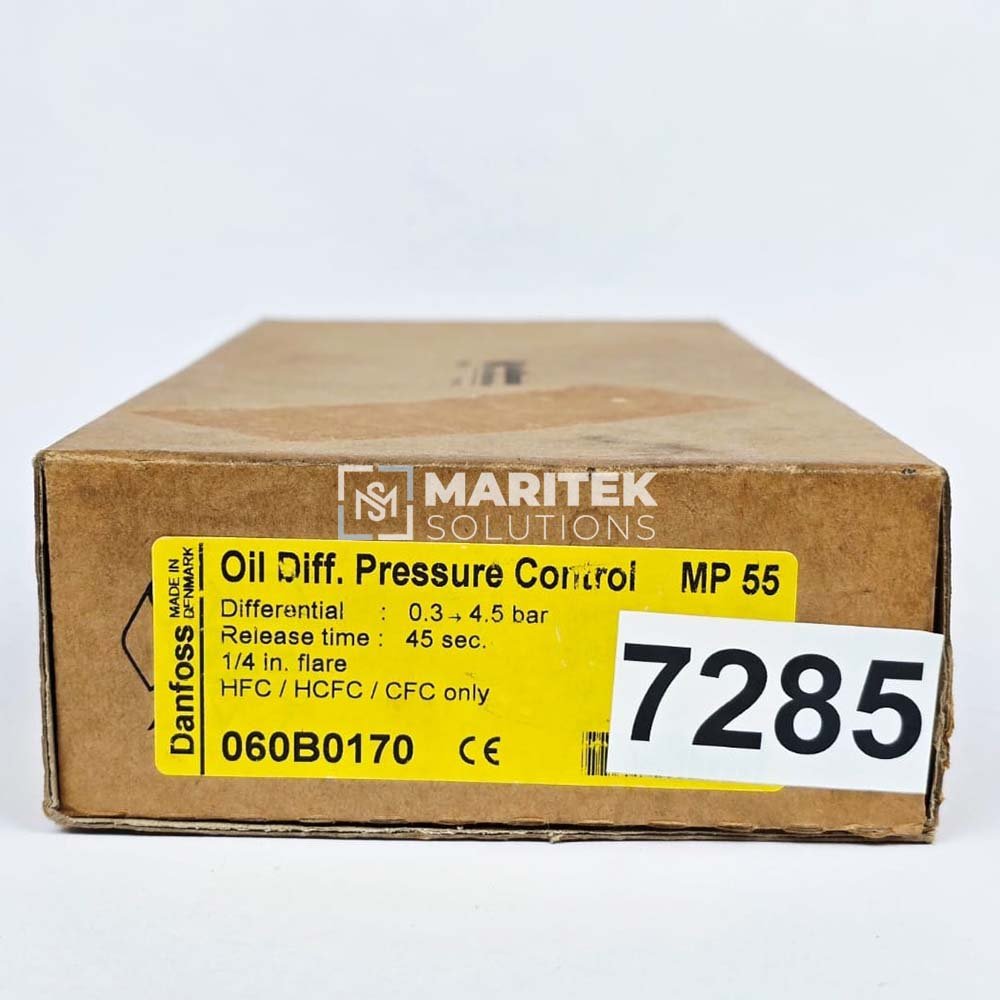 MARITEK
SOLUTIONS
Danfoss
MADE IN
DENMARK
Oil Diff. Pressure Control MP 55
Differential : 0.3 → 4.5 bar
Release time : 45 sec.
1/4 in. flare
HFC / HCFC / CFC only
060B0170 CE
7285